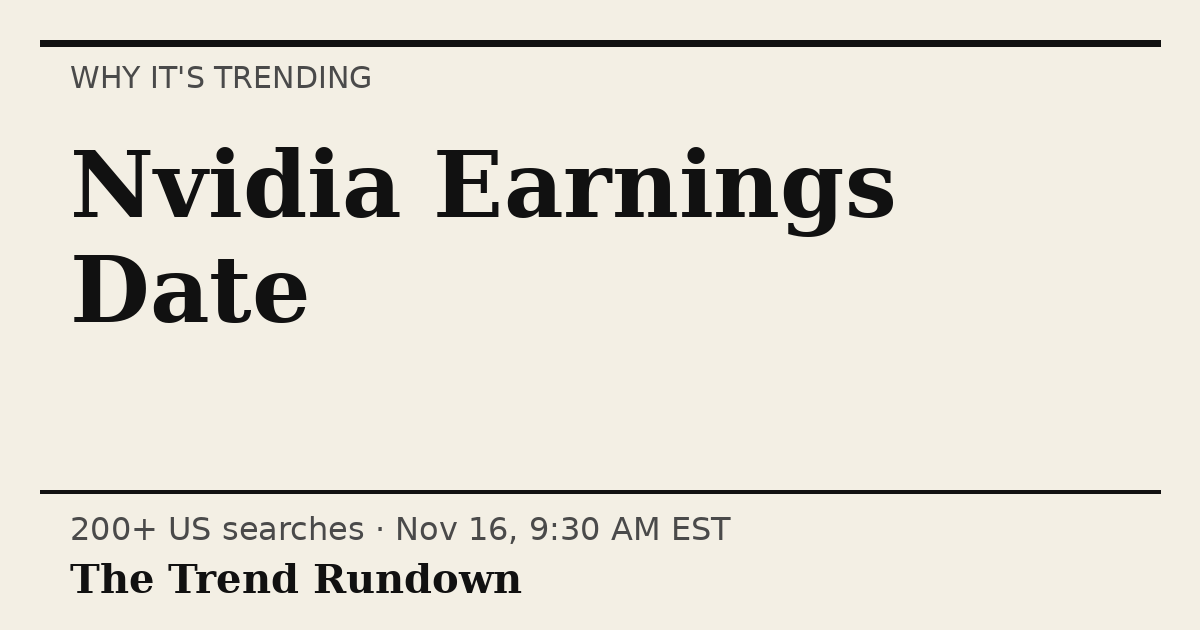 WHY IT'S TRENDING
Nvidia Earnings
Date
200+ US searches · Nov 16, 9:30 AM EST
The Trend Rundown